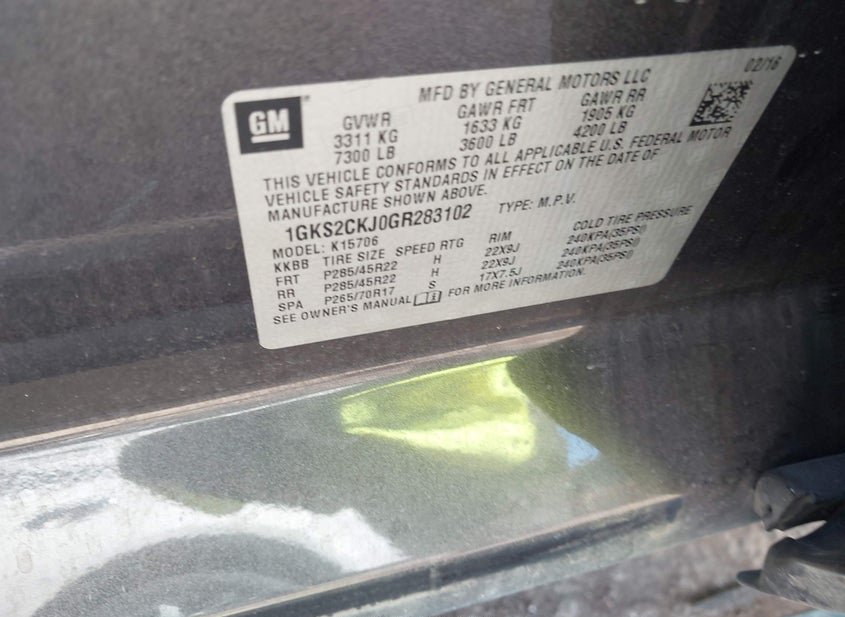 GM
MFD BY GENERAL MOTORS LLC 02/16
GVWR GAWR FRT GAWR RR
3311 KG 1633 KG 1905 KG
7300 LB 3600 LB 4200 LB
THIS VEHICLE CONFORMS TO ALL APPLICABLE U.S. FEDERAL MOTOR
VEHICLE SAFETY STANDARDS IN EFFECT ON THE DATE OF
MANUFACTURE SHOWN ABOVE.
1GKS2CKJ0GR283102 TYPE: M.P.V.
MODEL: K15706
KKBB TIRE SIZE SPEED RTG RIM COLD TIRE PRESSURE
FRT P285/45R22 H 22X9J 240KPA(35PSI)
RR P285/45R22 H 22X9J 240KPA(35PSI)
SPA P265/70R17 S 17X7.5J 240KPA(35PSI)
SEE OWNER'S MANUAL FOR MORE INFORMATION.